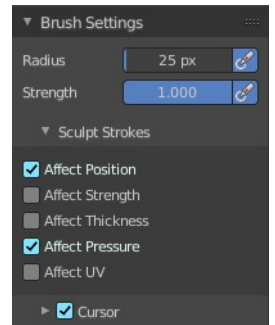 Brush Settings
Radius 25 px
Strength 1.000
Sculpt Strokes
Affect Position
Affect Strength
Affect Thickness
Affect Pressure
Affect UV
Cursor